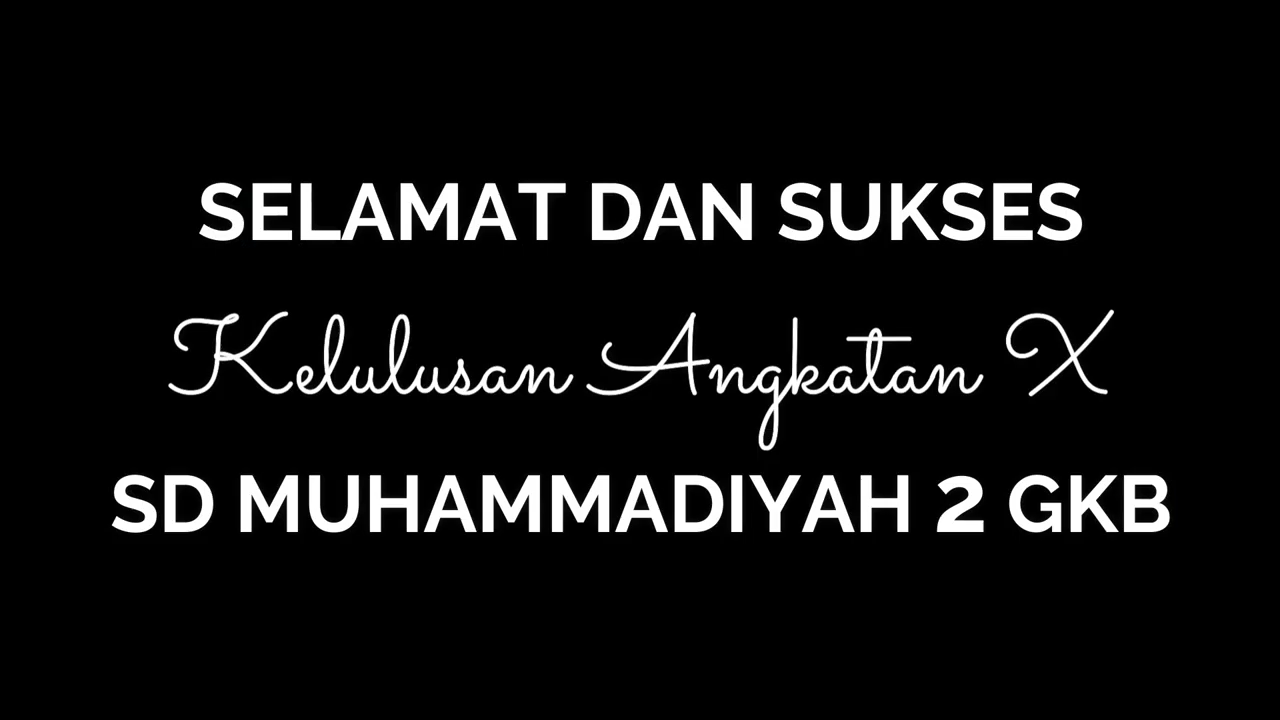 SELAMAT DAN SUKSES
Kelulusan Angkatan X
SD MUHAMMADIYAH 2 GKB